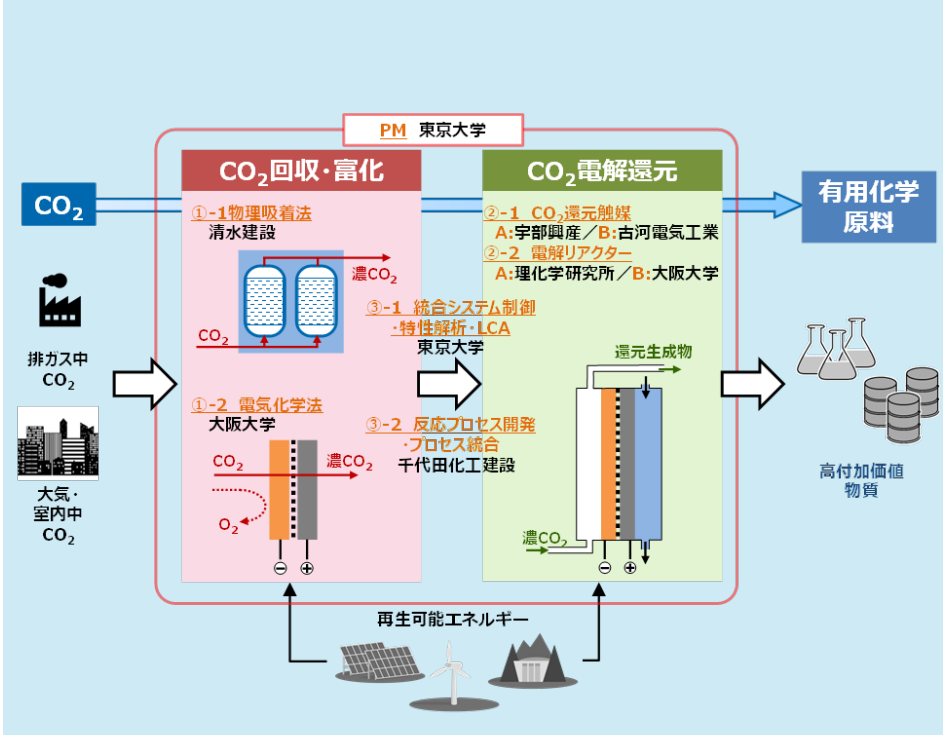 PM 東京大学
CO₂回収・富化
CO₂電解還元
CO₂
有用化学
原料
①-1物理吸着法
清水建設
濃CO₂
CO₂
②-1 CO₂還元触媒
A:宇部興産／B:古河電気工業
②-2 電解リアクター
A:理化学研究所／B:大阪大学
③-1 統合システム制御
・特性解析・LCA
東京大学
排ガス中
CO₂
還元生成物
①-2 電気化学法
大阪大学
③-2 反応プロセス開発
・プロセス統合
千代田化工建設
CO₂
濃CO₂
O₂
大気・
室内中
CO₂
高付加価値
物質
濃CO₂
⊖ ⊕
⊖ ⊕
再生可能エネルギー